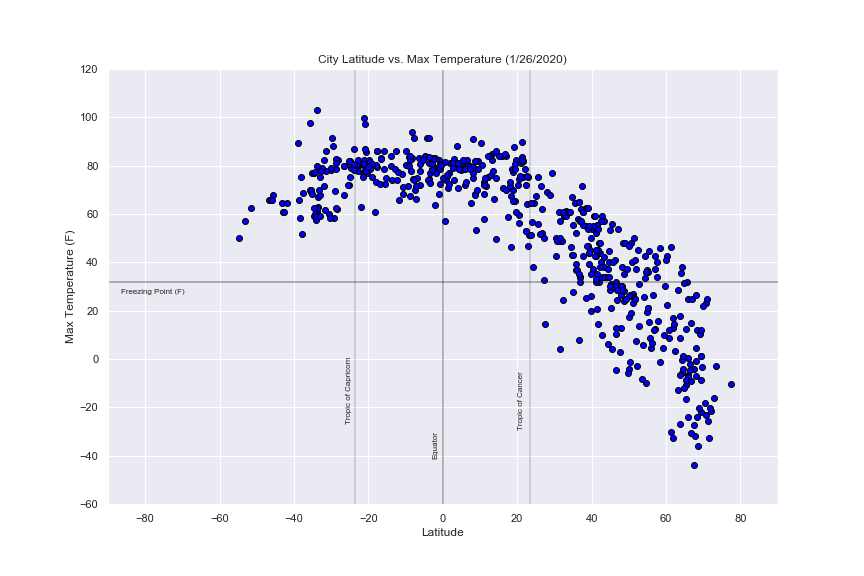 City Latitude vs. Max Temperature (1/26/2020)
120
100
80
60
40
20
0
−20
−40
−60
Max Temperature (F)
Freezing Point (F)
Tropic of Capricorn
Equator
Tropic of Cancer
−80
−60
−40
−20
0
20
40
60
80
Latitude